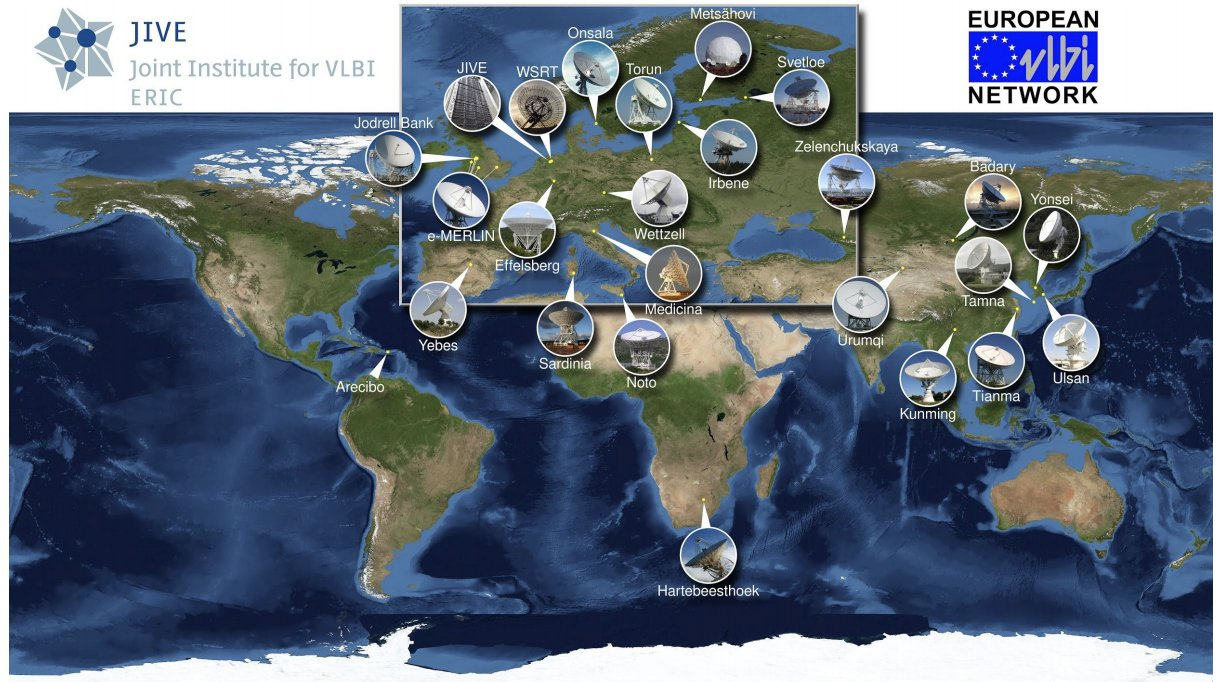 JIVE
Joint Institute for VLBI
ERIC
EUROPEAN
vlbi
NETWORK
Metsähovi
Onsala
Svetloe
JIVE
WSRT
Torun
Jodrell Bank
Zelenchukskaya
Irbene
Badary
Yonsei
e-MERLIN
Wettzell
Effelsberg
Tamna
Medicina
Urumqi
Yebes
Sardinia
Noto
Arecibo
Ulsan
Tianma
Kunming
Hartebeesthoek